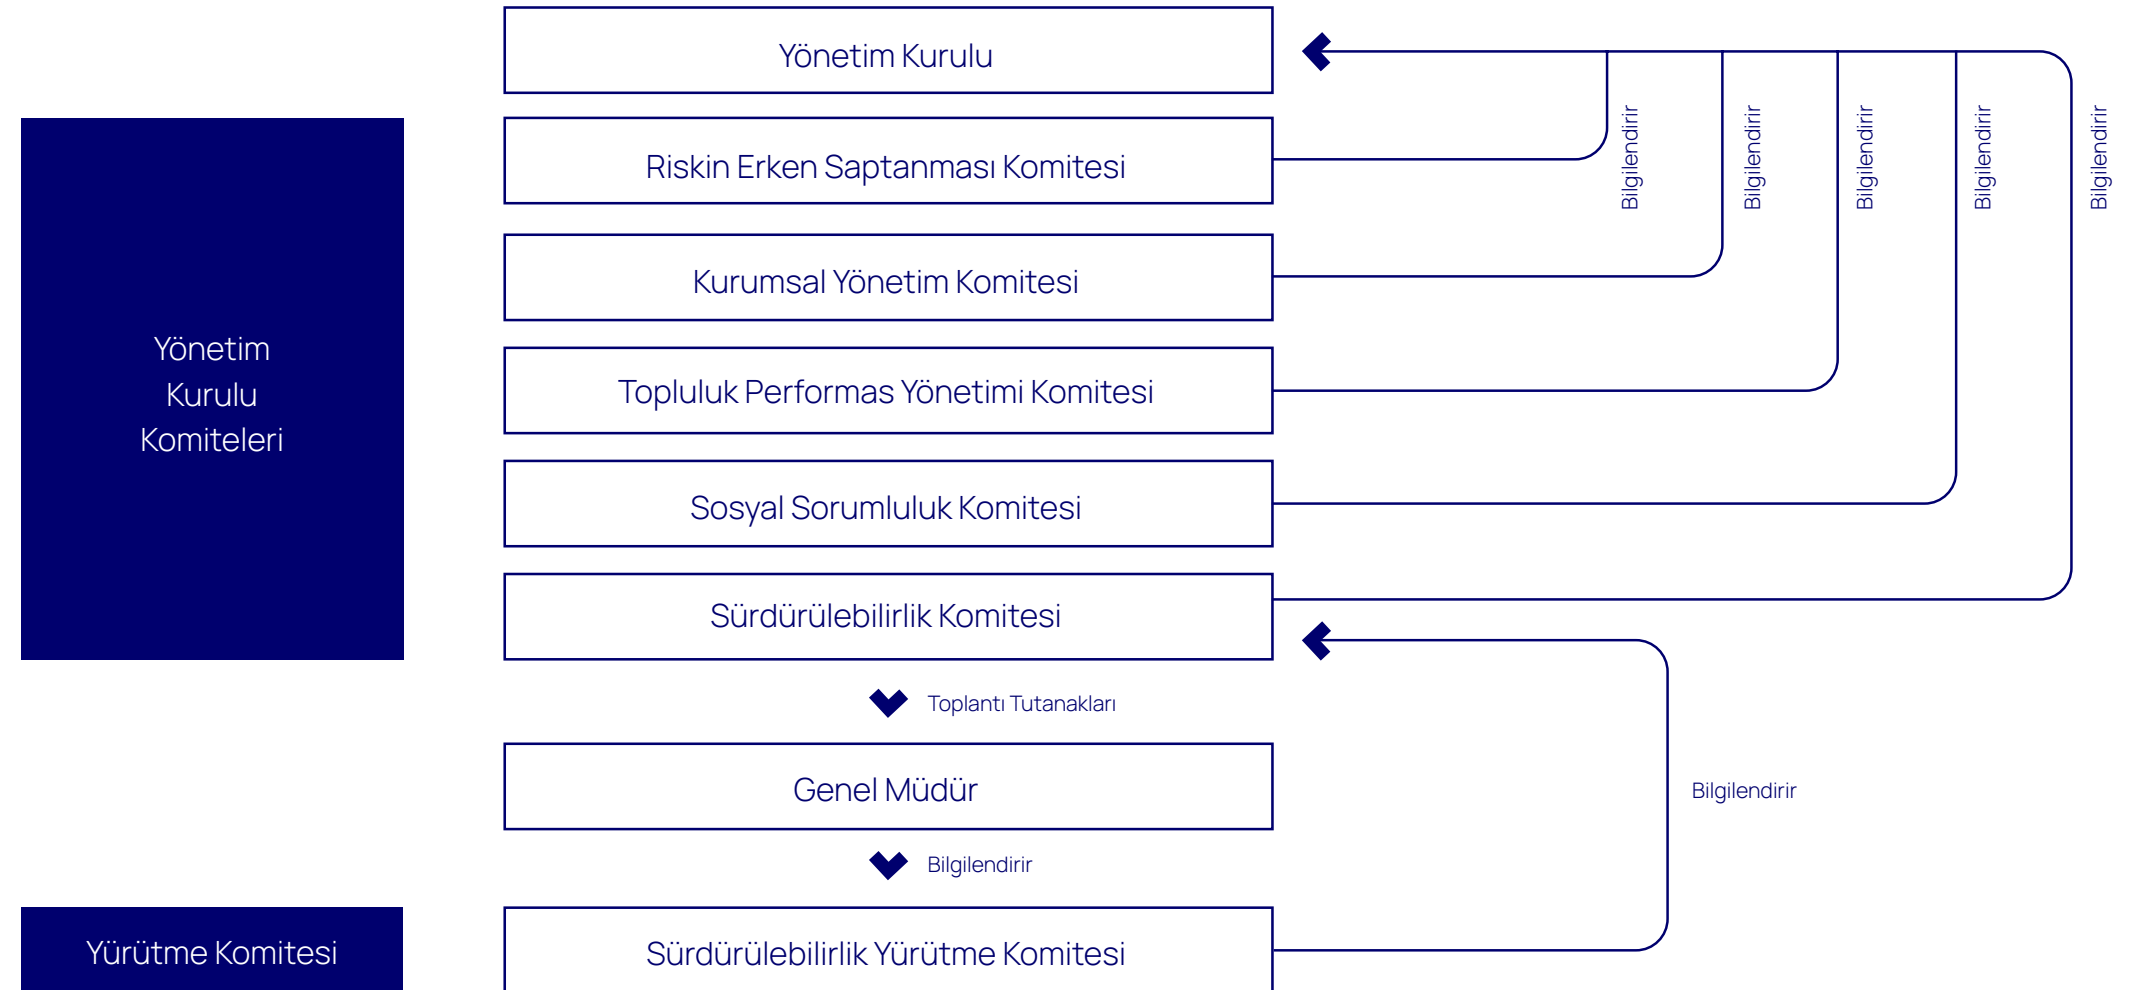 Yönetim Kurulu
Bilgilendirir
Bilgilendirir
Bilgilendirir
Bilgilendirir
Bilgilendirir
Riskin Erken Saptanması Komitesi
Kurumsal Yönetim Komitesi
Yönetim
Kurulu
Komiteleri
Topluluk Performas Yönetimi Komitesi
Sosyal Sorumluluk Komitesi
Sürdürülebilirlik Komitesi
Toplantı Tutanakları
Genel Müdür
Bilgilendirir
Bilgilendirir
Yürütme Komitesi
Sürdürülebilirlik Yürütme Komitesi